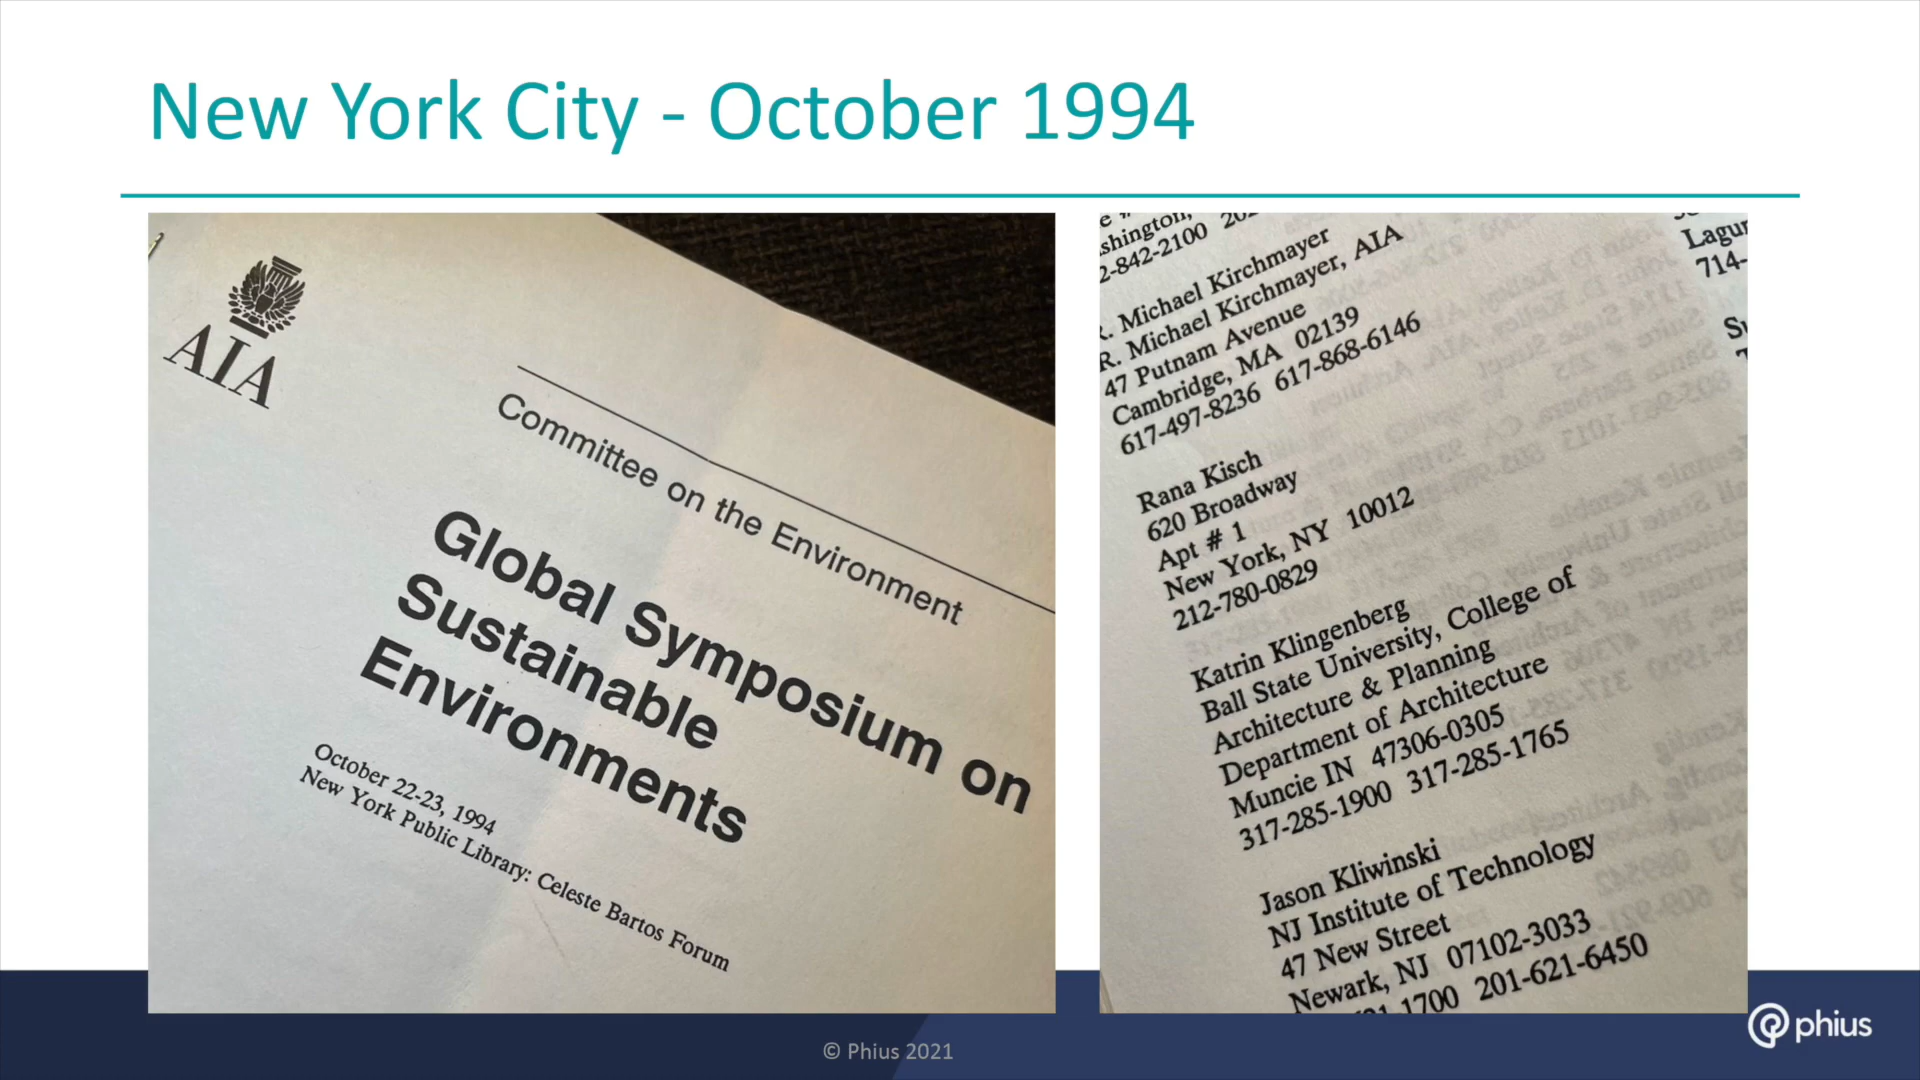 New York City - October 1994
AIA
Committee on the Environment
Global Symposium on
Sustainable
Environments
October 22-23, 1994
New York Public Library: Celeste Bartos Forum
2-842-2100
R. Michael Kirchmayer
R. Michael Kirchmayer, AIA
47 Putnam Avenue
Cambridge, MA 02139
617-497-8236 617-868-6146
Rana Kisch
620 Broadway
Apt # 1
New York, NY 10012
212-780-0829
Katrin Klingenberg
Ball State University, College of
Architecture & Planning
Department of Architecture
Muncie IN 47306-0305
317-285-1900 317-285-1765
Jason Kliwinski
NJ Institute of Technology
47 New Street
Newark, NJ 07102-3033
1700 201-621-6450
714-
© Phius 2021
phius